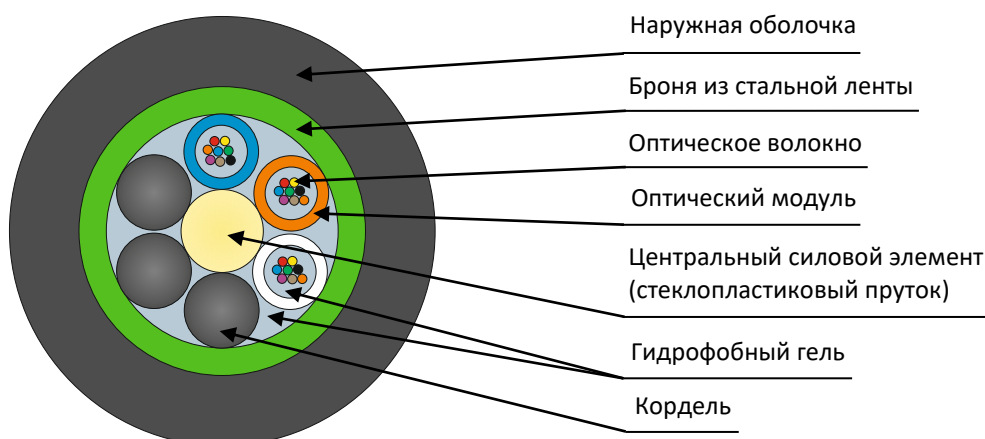 Наружная оболочка
Броня из стальной ленты
Оптическое волокно
Оптический модуль
Центральный силовой элемент
(стеклопластиковый пруток)
Гидрофобный гель
Кордель